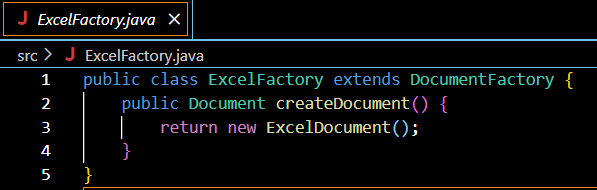 J ExcelFactory.java ×
src > J ExcelFactory.java
1 public class ExcelFactory extends DocumentFactory {
2     public Document createDocument() {
3         return new ExcelDocument();
4     }
5 }